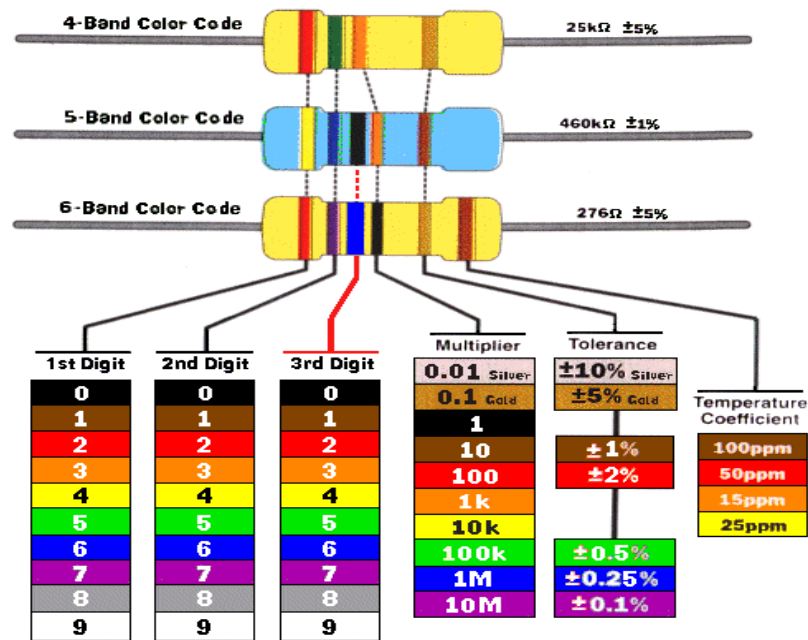 4-Band Color Code
25kΩ ±5%
5-Band Color Code
460kΩ ±1%
6-Band Color Code
276Ω ±5%
1st Digit
0
1
2
3
4
5
6
7
8
9
2nd Digit
0
1
2
3
4
5
6
7
8
9
3rd Digit
0
1
2
3
4
5
6
7
8
9
Multiplier
0.01 Silver
0.1 Gold
1
10
100
1k
10k
100k
1M
10M
Tolerance
±10% Silver
±5% Gold
±1%
±2%
±0.5%
±0.25%
±0.1%
Temperature
Coefficient
100ppm
50ppm
15ppm
25ppm